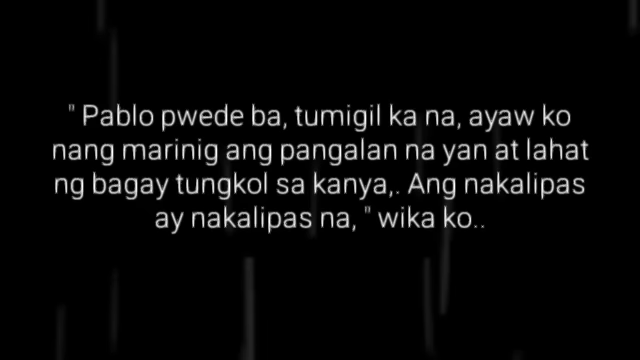 " Pablo pwede ba, tumigil ka na, ayaw ko
nang marinig ang pangalan na yan at lahat
ng bagay tungkol sa kanya,. Ang nakalipas
ay nakalipas na, " wika ko..